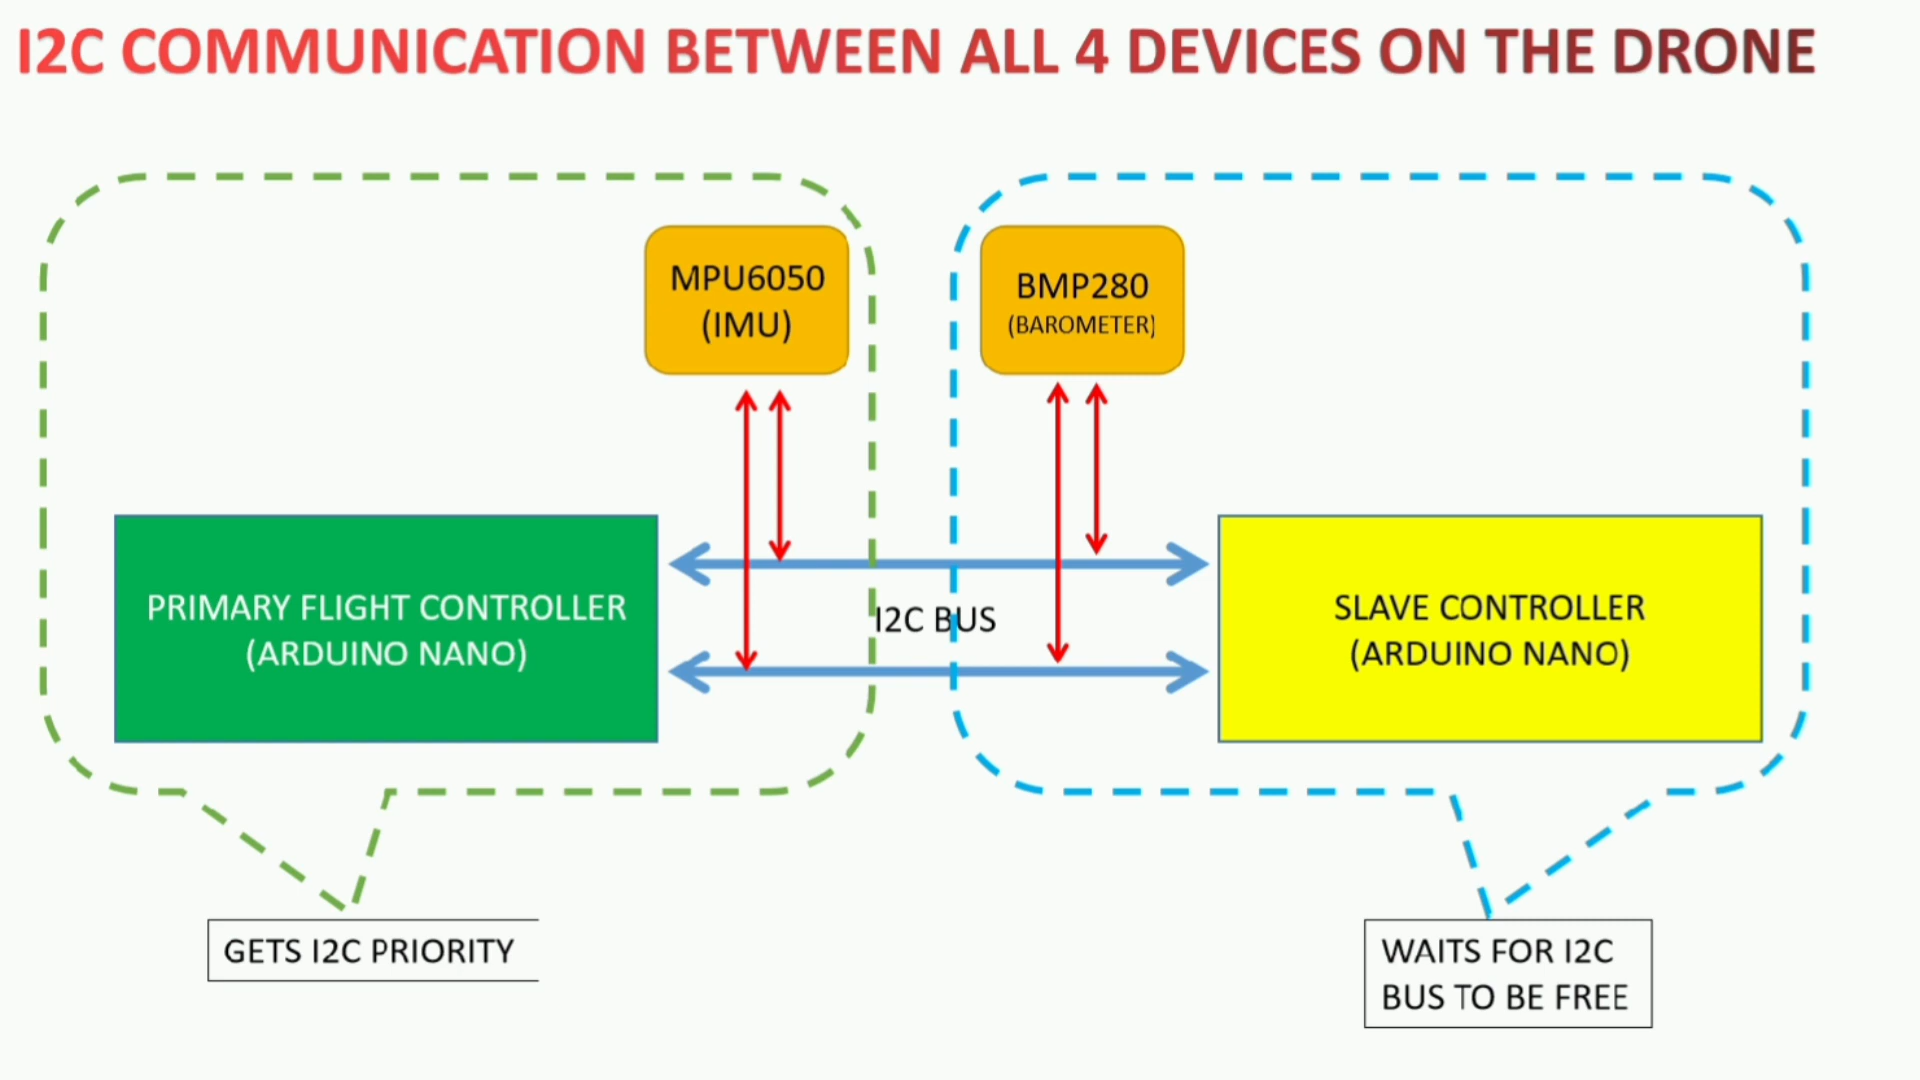 I2C COMMUNICATION BETWEEN ALL 4 DEVICES ON THE DRONE
MPU6050
(IMU)
BMP280
(BAROMETER)
PRIMARY FLIGHT CONTROLLER
(ARDUINO NANO)
I2C BUS
SLAVE CONTROLLER
(ARDUINO NANO)
GETS I2C PRIORITY
WAITS FOR I2C
BUS TO BE FREE